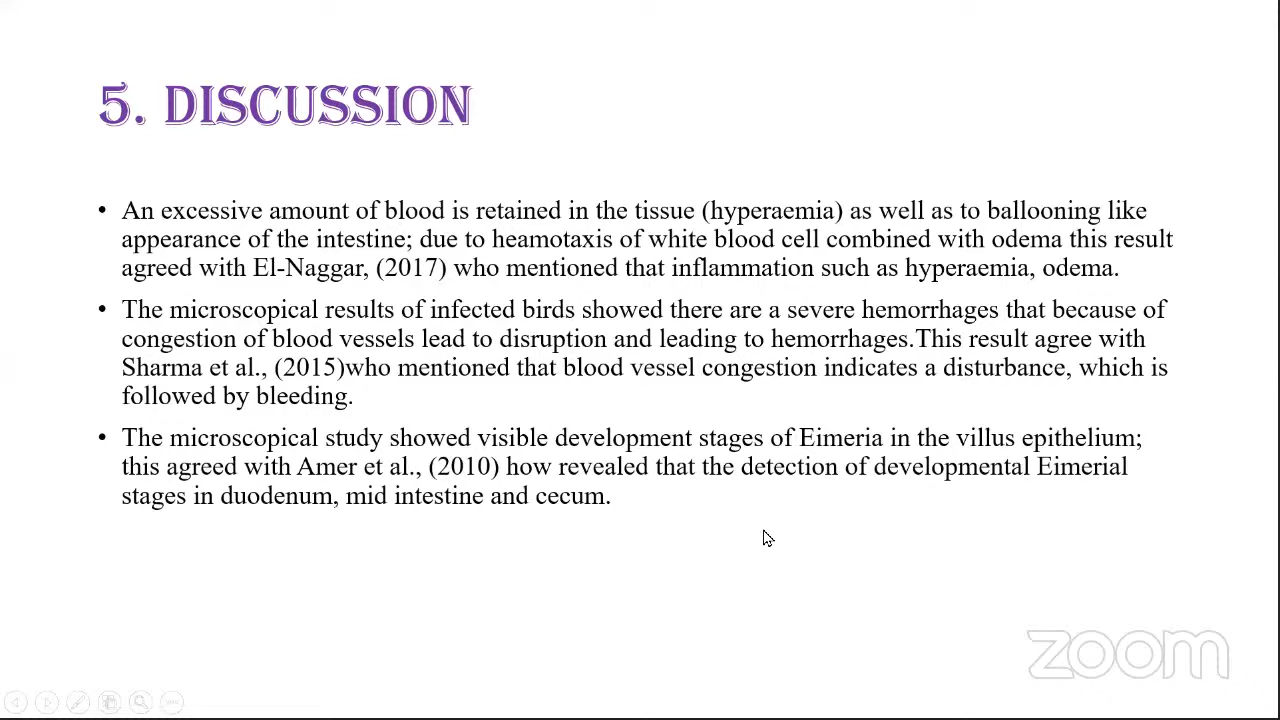 5. DISCUSSION
• An excessive amount of blood is retained in the tissue (hyperaemia) as well as to ballooning like
appearance of the intestine; due to heamotaxis of white blood cell combined with odema this result
agreed with El-Naggar, (2017) who mentioned that inflammation such as hyperaemia, odema.
• The microscopical results of infected birds showed there are a severe hemorrhages that because of
congestion of blood vessels lead to disruption and leading to hemorrhages.This result agree with
Sharma et al., (2015)who mentioned that blood vessel congestion indicates a disturbance, which is
followed by bleeding.
• The microscopical study showed visible development stages of Eimeria in the villus epithelium;
this agreed with Amer et al., (2010) how revealed that the detection of developmental Eimerial
stages in duodenum, mid intestine and cecum.
zoom